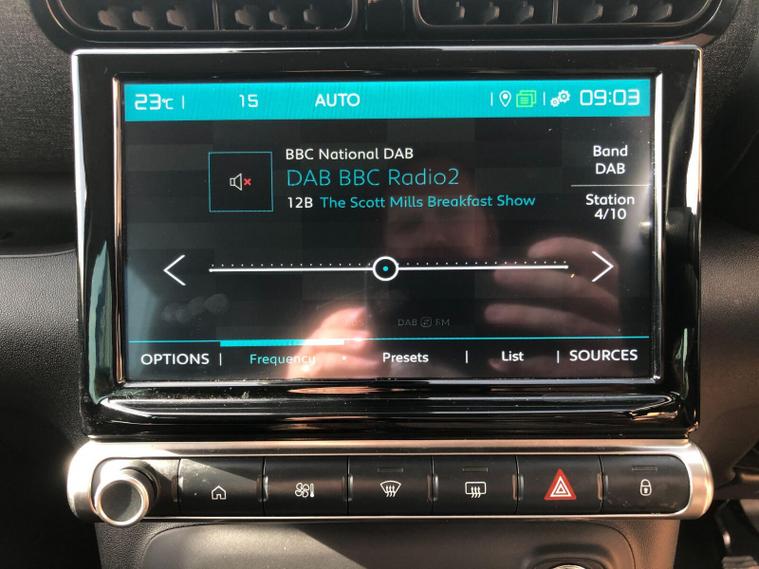 23°C | 15 AUTO | | 09:03
BBC National DAB
DAB BBC Radio2
12B The Scott Mills Breakfast Show
Band
DAB
Station
4/10
DAB FM
OPTIONS | Frequency • Presets | List | SOURCES